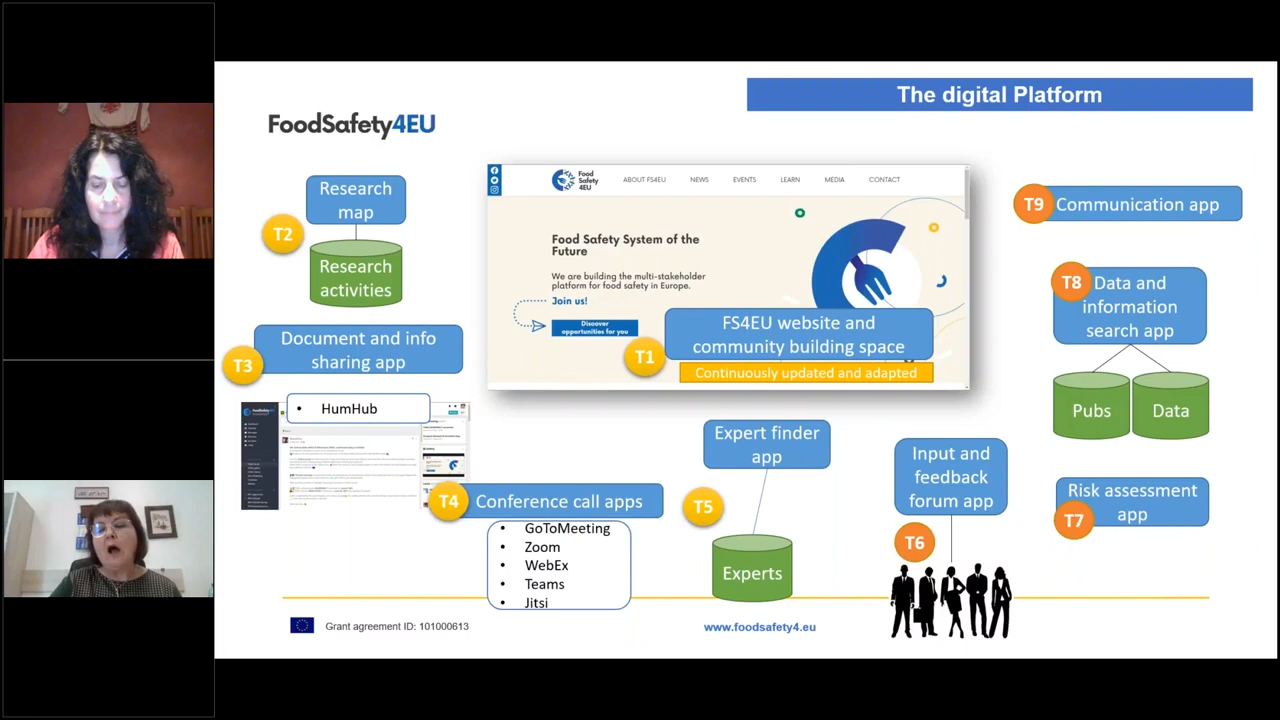 The digital Platform
FoodSafety4EU
Research
map
T2
Research
activities
Document and info
sharing app
T3
• HumHub
Food
Safety
4EU
ABOUT FS4EU
NEWS
EVENTS
LEARN
MEDIA
CONTACT
Food Safety System of the
Future
We are building the multi-stakeholder
platform for food safety in Europe.
Join us!
Discover
opportunities for you
T1
FS4EU website and
community building space
Continuously updated and adapted
T4
Conference call apps
• GoToMeeting
• Zoom
• WebEx
• Teams
• Jitsi
Expert finder
app
T5
Experts
Input and
feedback
forum app
T6
T9
Communication app
T8
Data and
information
search app
Pubs
Data
Risk assessment
app
T7
Grant agreement ID: 101000613
www.foodsafety4.eu